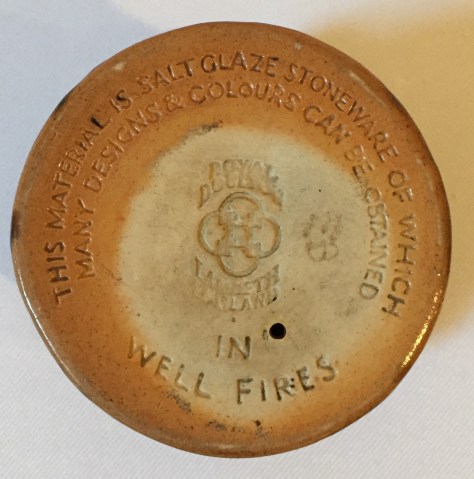 THIS MATERIAL IS SALT GLAZE STONEWARE OF WHICH
MANY DESIGNS & COLOURS CAN BE OBTAINED
ROYAL
DOULTON
LAMBETH
ENGLAND
IN
WELL FIRES